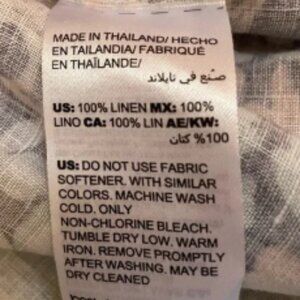 MADE IN THAILAND/ HECHO
EN TAILANDIA/ FABRIQUÉ
EN THAÏLANDE/
صنع في تايلاند
US: 100% LINEN MX: 100%
LINO CA: 100% LIN AE/KW:
100% كتان
US: DO NOT USE FABRIC
SOFTENER. WITH SIMILAR
COLORS. MACHINE WASH
COLD. ONLY
NON-CHLORINE BLEACH.
TUMBLE DRY LOW. WARM
IRON. REMOVE PROMPTLY
AFTER WASHING. MAY BE
DRY CLEANED